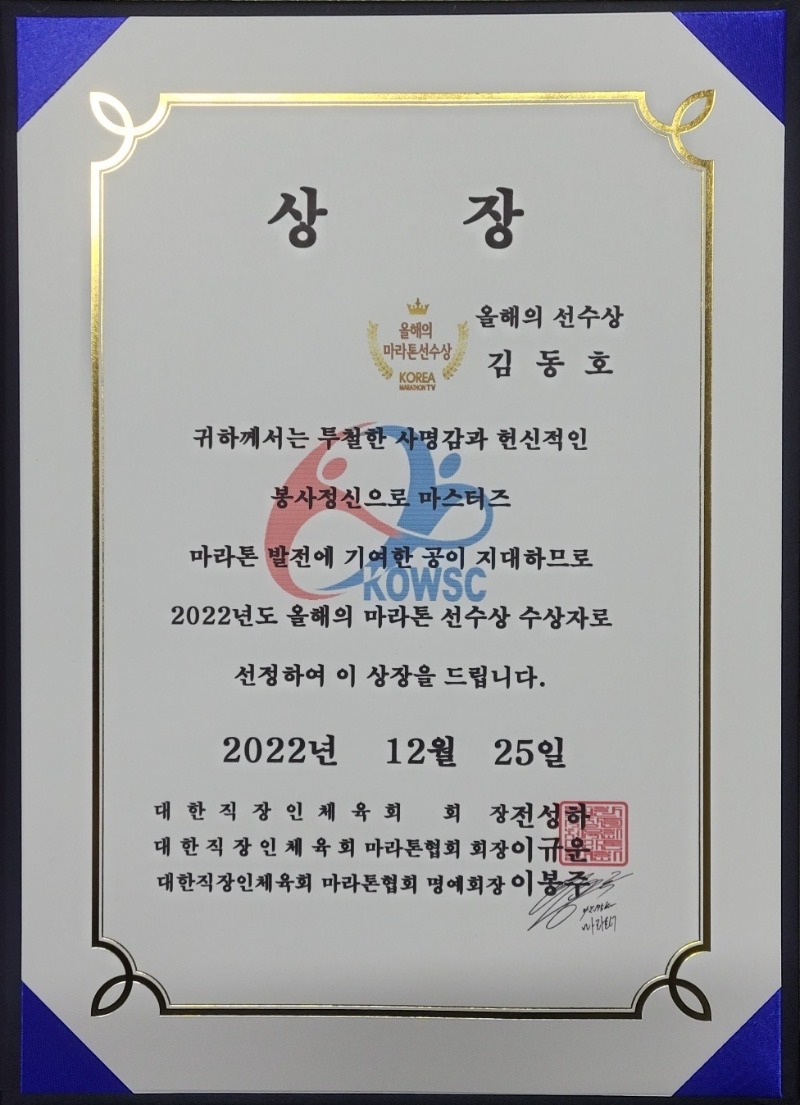 상 장
올해의 선수상
올해의
마라톤선수상
KOREA
MARATHON TV
김 동 호
귀하께서는 투철한 사명감과 헌신적인
봉사정신으로 마스터즈
마라톤 발전에 기여한 공이 지대하므로
KOWSC
2022년도 올해의 마라톤 선수상 수상자로
선정하여 이 상장을 드립니다.
2022년 12월 25일
대 한 직 장 인 체 육 회 회 장 전성하
대 한 직 장 인 체 육 회 마라톤협회 회장 이규운
대한직장인체육회 마라톤협회 명예회장 이봉주